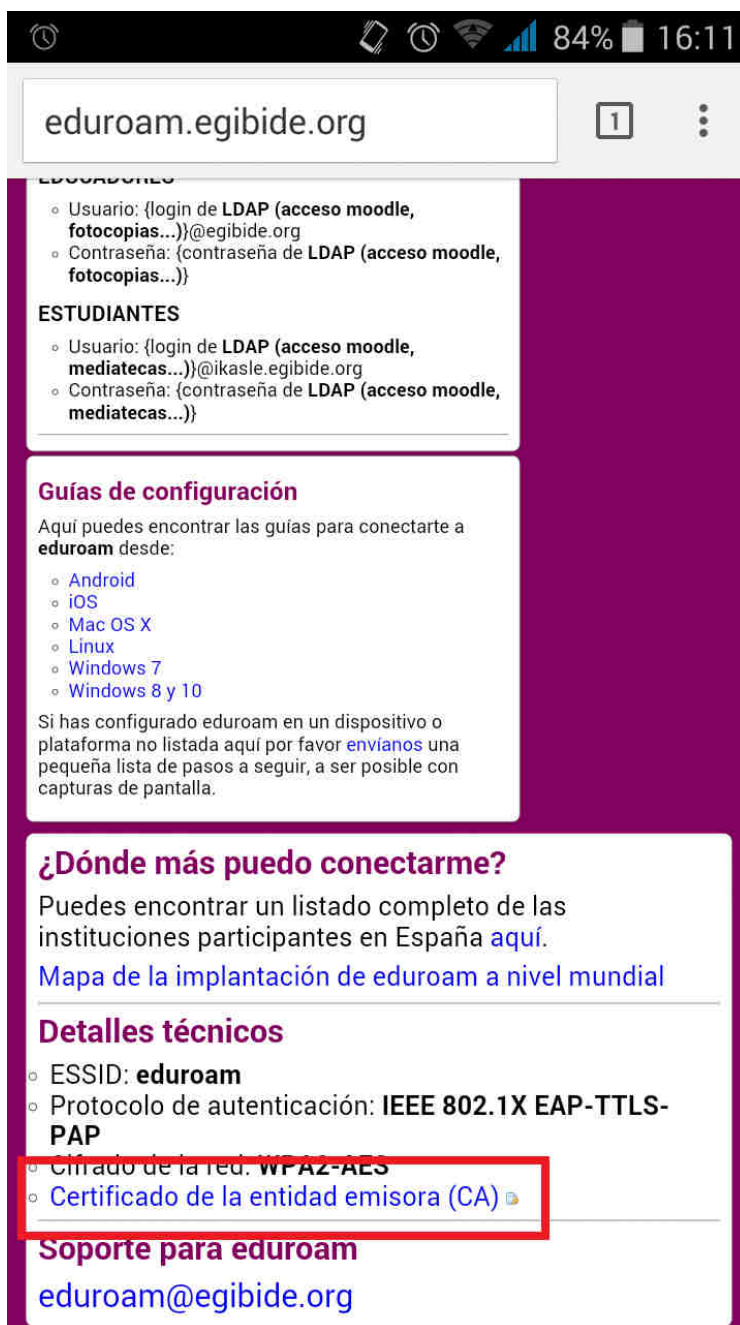 84% 16:11
eduroam.egibide.org
1
EDUCADORES
Usuario: {login de LDAP (acceso moodle,
fotocopias...)}@egibide.org
Contraseña: {contraseña de LDAP (acceso moodle,
fotocopias...)}
ESTUDIANTES
Usuario: {login de LDAP (acceso moodle,
mediatecas...)}@ikasle.egibide.org
Contraseña: {contraseña de LDAP (acceso moodle,
mediatecas...)}
Guías de configuración
Aquí puedes encontrar las guías para conectarte a
eduroam desde:
Android
iOS
Mac OS X
Linux
Windows 7
Windows 8 y 10
Si has configurado eduroam en un dispositivo o
plataforma no listada aquí por favor envíanos una
pequeña lista de pasos a seguir, a ser posible con
capturas de pantalla.
¿Dónde más puedo conectarme?
Puedes encontrar un listado completo de las
instituciones participantes en España aquí.
Mapa de la implantación de eduroam a nivel mundial
Detalles técnicos
ESSID: eduroam
Protocolo de autenticación: IEEE 802.1X EAP-TTLS-
PAP
Cifrado de la red: WPA2-AES
Certificado de la entidad emisora (CA)
Soporte para eduroam
eduroam@egibide.org